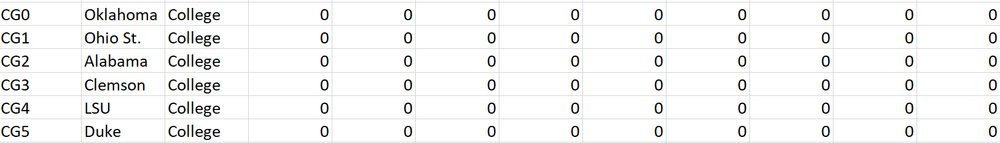 CG0 Oklahoma College 0 0 0 0 0 0 0 0 0
CG1 Ohio St. College 0 0 0 0 0 0 0 0 0
CG2 Alabama College 0 0 0 0 0 0 0 0 0
CG3 Clemson College 0 0 0 0 0 0 0 0 0
CG4 LSU College 0 0 0 0 0 0 0 0 0
CG5 Duke College 0 0 0 0 0 0 0 0 0